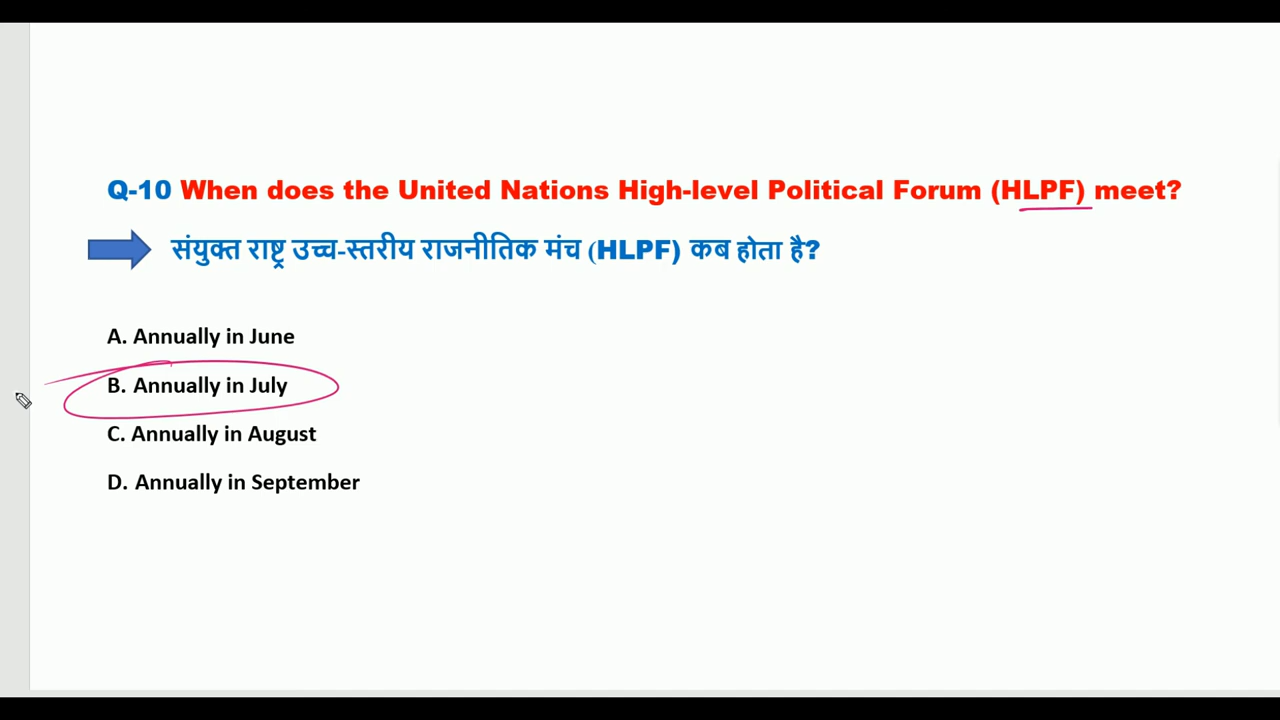 Q-10 When does the United Nations High-level Political Forum (HLPF) meet?
संयुक्त राष्ट्र उच्च-स्तरीय राजनीतिक मंच (HLPF) कब होता है?
A. Annually in June
B. Annually in July
C. Annually in August
D. Annually in September